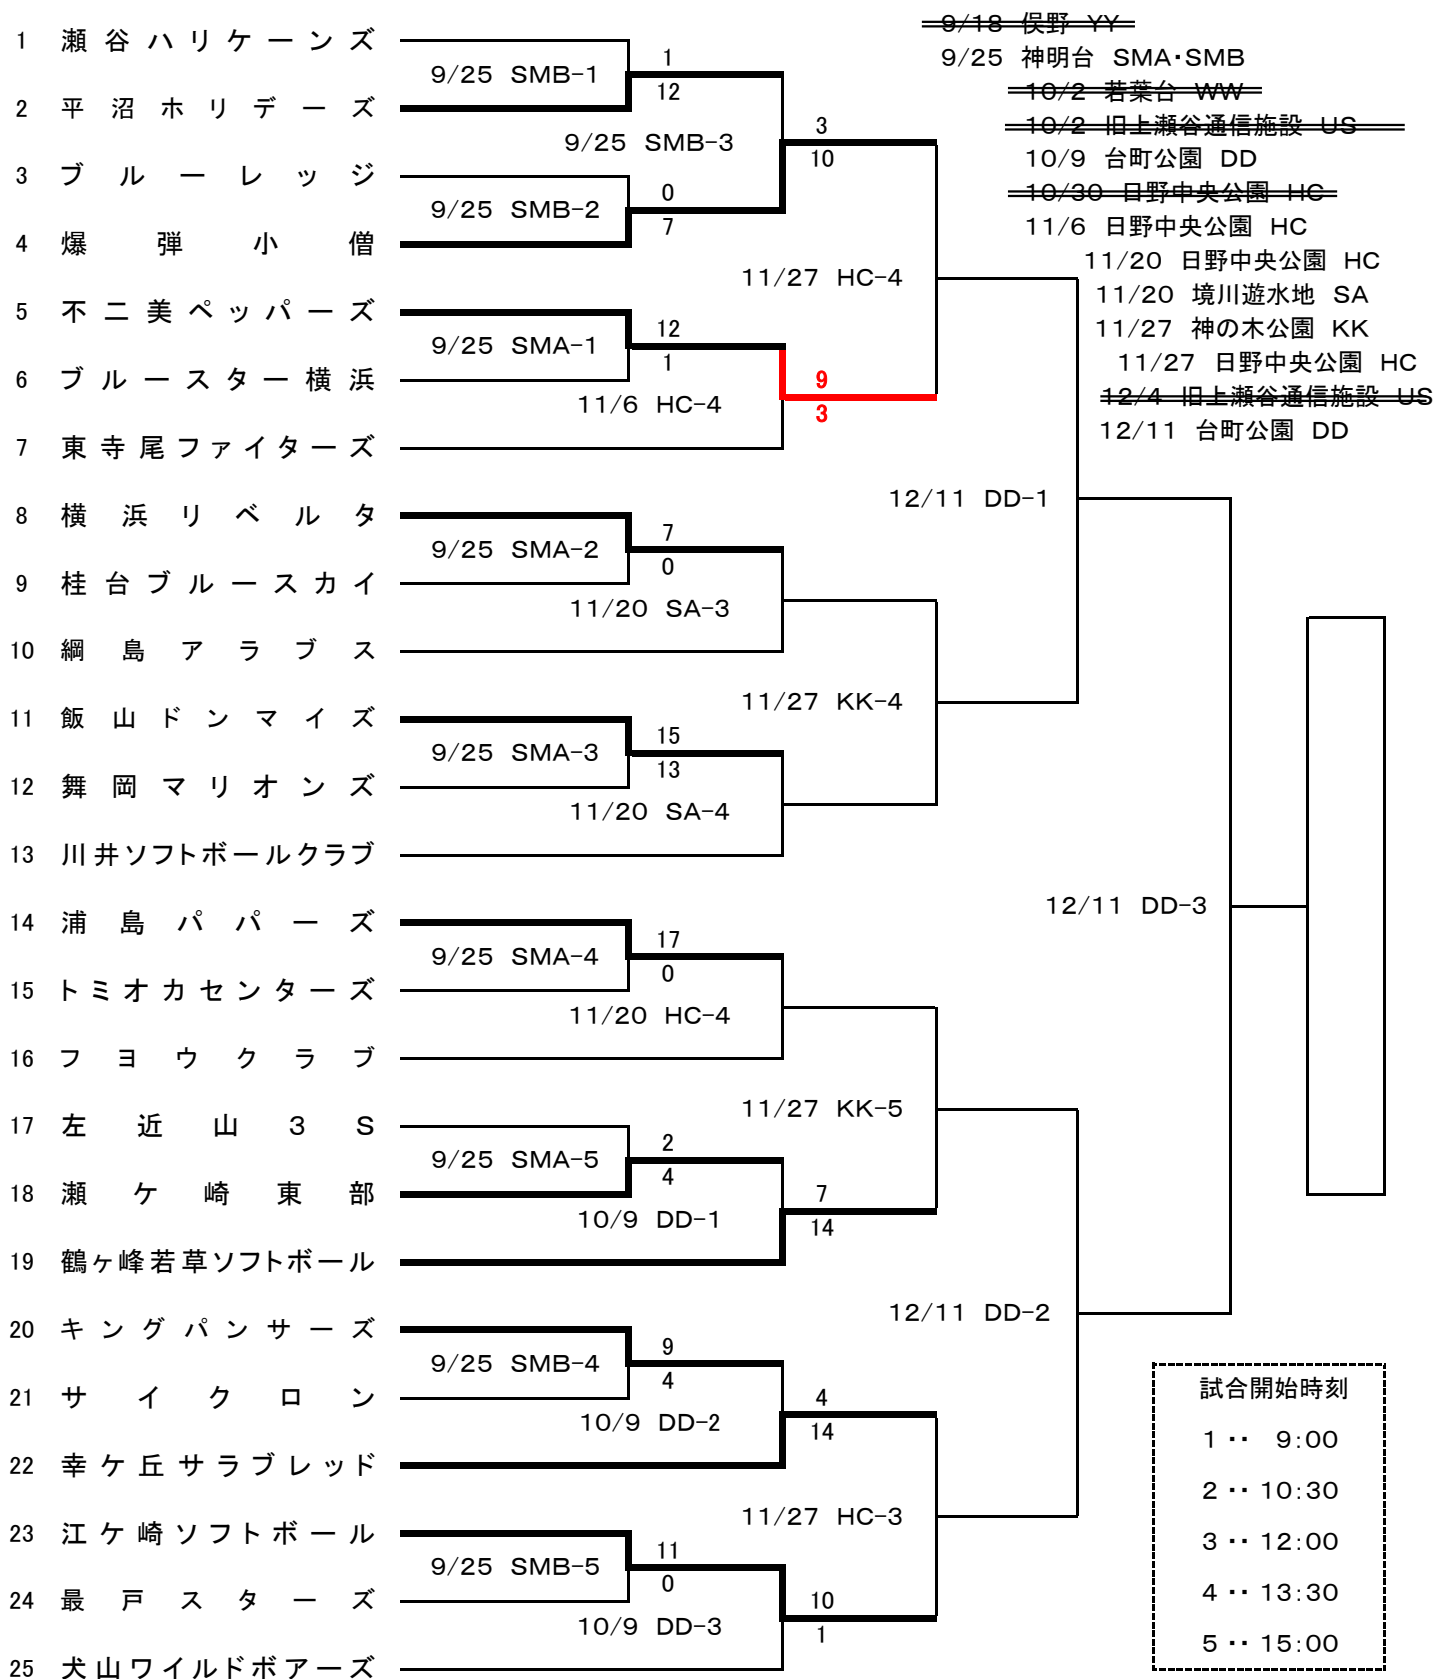 9/18 俣野 YY
9/25 神明台 SMA・SMB
10/2 若葉台 WW
10/2 旧上瀬谷通信施設 US
10/9 台町公園 DD
10/30 日野中央公園 HC
11/6 日野中央公園 HC
11/20 日野中央公園 HC
11/20 境川遊水地 SA
11/27 神の木公園 KK
11/27 日野中央公園 HC
12/4 旧上瀬谷通信施設 US
12/11 台町公園 DD
1 瀬谷ハリケーンズ
9/25 SMB-1
1
12
2 平沼ホリデーズ
9/25 SMB-3
3
10
3 ブルーレッジ
9/25 SMB-2
0
7
4 爆弾小僧
11/27 HC-4
5 不二美ペッパーズ
9/25 SMA-1
12
1
6 ブルースター横浜
11/6 HC-4
9
3
7 東寺尾ファイターズ
12/11 DD-1
8 横浜リベルタ
9/25 SMA-2
7
0
9 桂台ブルースカイ
11/20 SA-3
10 綱島アラブス
11/27 KK-4
11 飯山ドンマイズ
9/25 SMA-3
15
13
12 舞岡マリオンズ
11/20 SA-4
13 川井ソフトボールクラブ
12/11 DD-3
14 浦島パパーズ
9/25 SMA-4
17
0
15 トミオカセンターズ
11/20 HC-4
16 フヨウクラブ
11/27 KK-5
17 左近山3S
9/25 SMA-5
2
4
18 瀬ケ崎東部
10/9 DD-1
7
14
19 鶴ヶ峰若草ソフトボール
12/11 DD-2
20 キングパンサーズ
9/25 SMB-4
9
4
21 サイクロン
10/9 DD-2
4
14
22 幸ケ丘サラブレッド
11/27 HC-3
23 江ケ崎ソフトボール
9/25 SMB-5
11
0
24 最戸スターズ
10/9 DD-3
10
1
25 犬山ワイルドボアーズ
試合開始時刻
1 ・・ 9:00
2 ・・ 10:30
3 ・・ 12:00
4 ・・ 13:30
5 ・・ 15:00